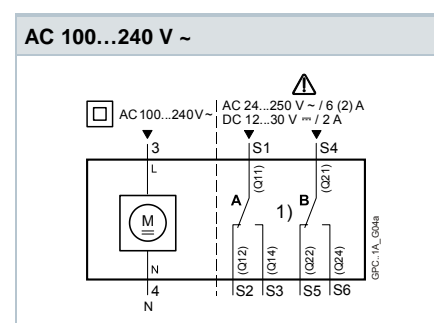 AC 100…240 V ~
AC 100...240 V ~
AC 24...250 V ~ / 6 (2) A
DC 12...30 V ⎓ / 2 A
3
S1
S4
L
(Q11)
(Q21)
A
1)
B
M
N
(Q12)
(Q14)
(Q22)
(Q24)
4
S2
S3
S5
S6
N
GPC..1A_G04a